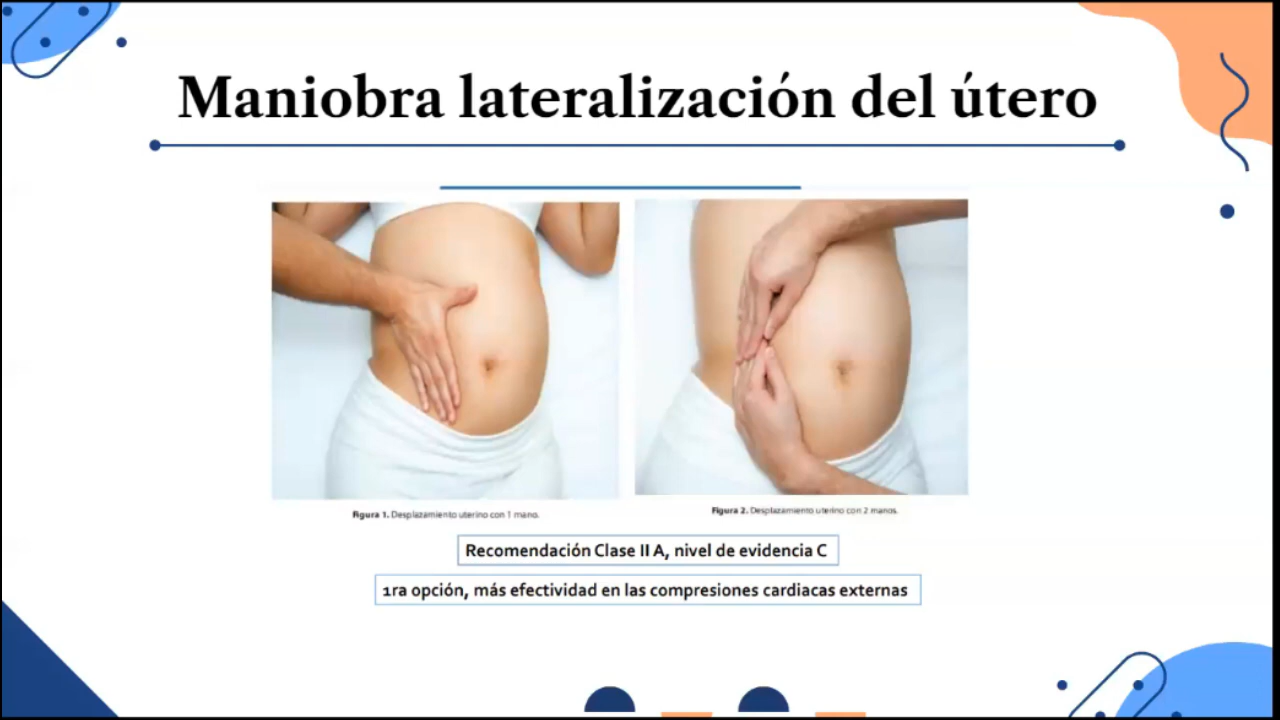 Maniobra lateralización del útero
Figura 1. Desplazamiento uterino con 1 mano.
Figura 2. Desplazamiento uterino con 2 manos.
Recomendación Clase II A, nivel de evidencia C
1ra opción, más efectividad en las compresiones cardiacas externas